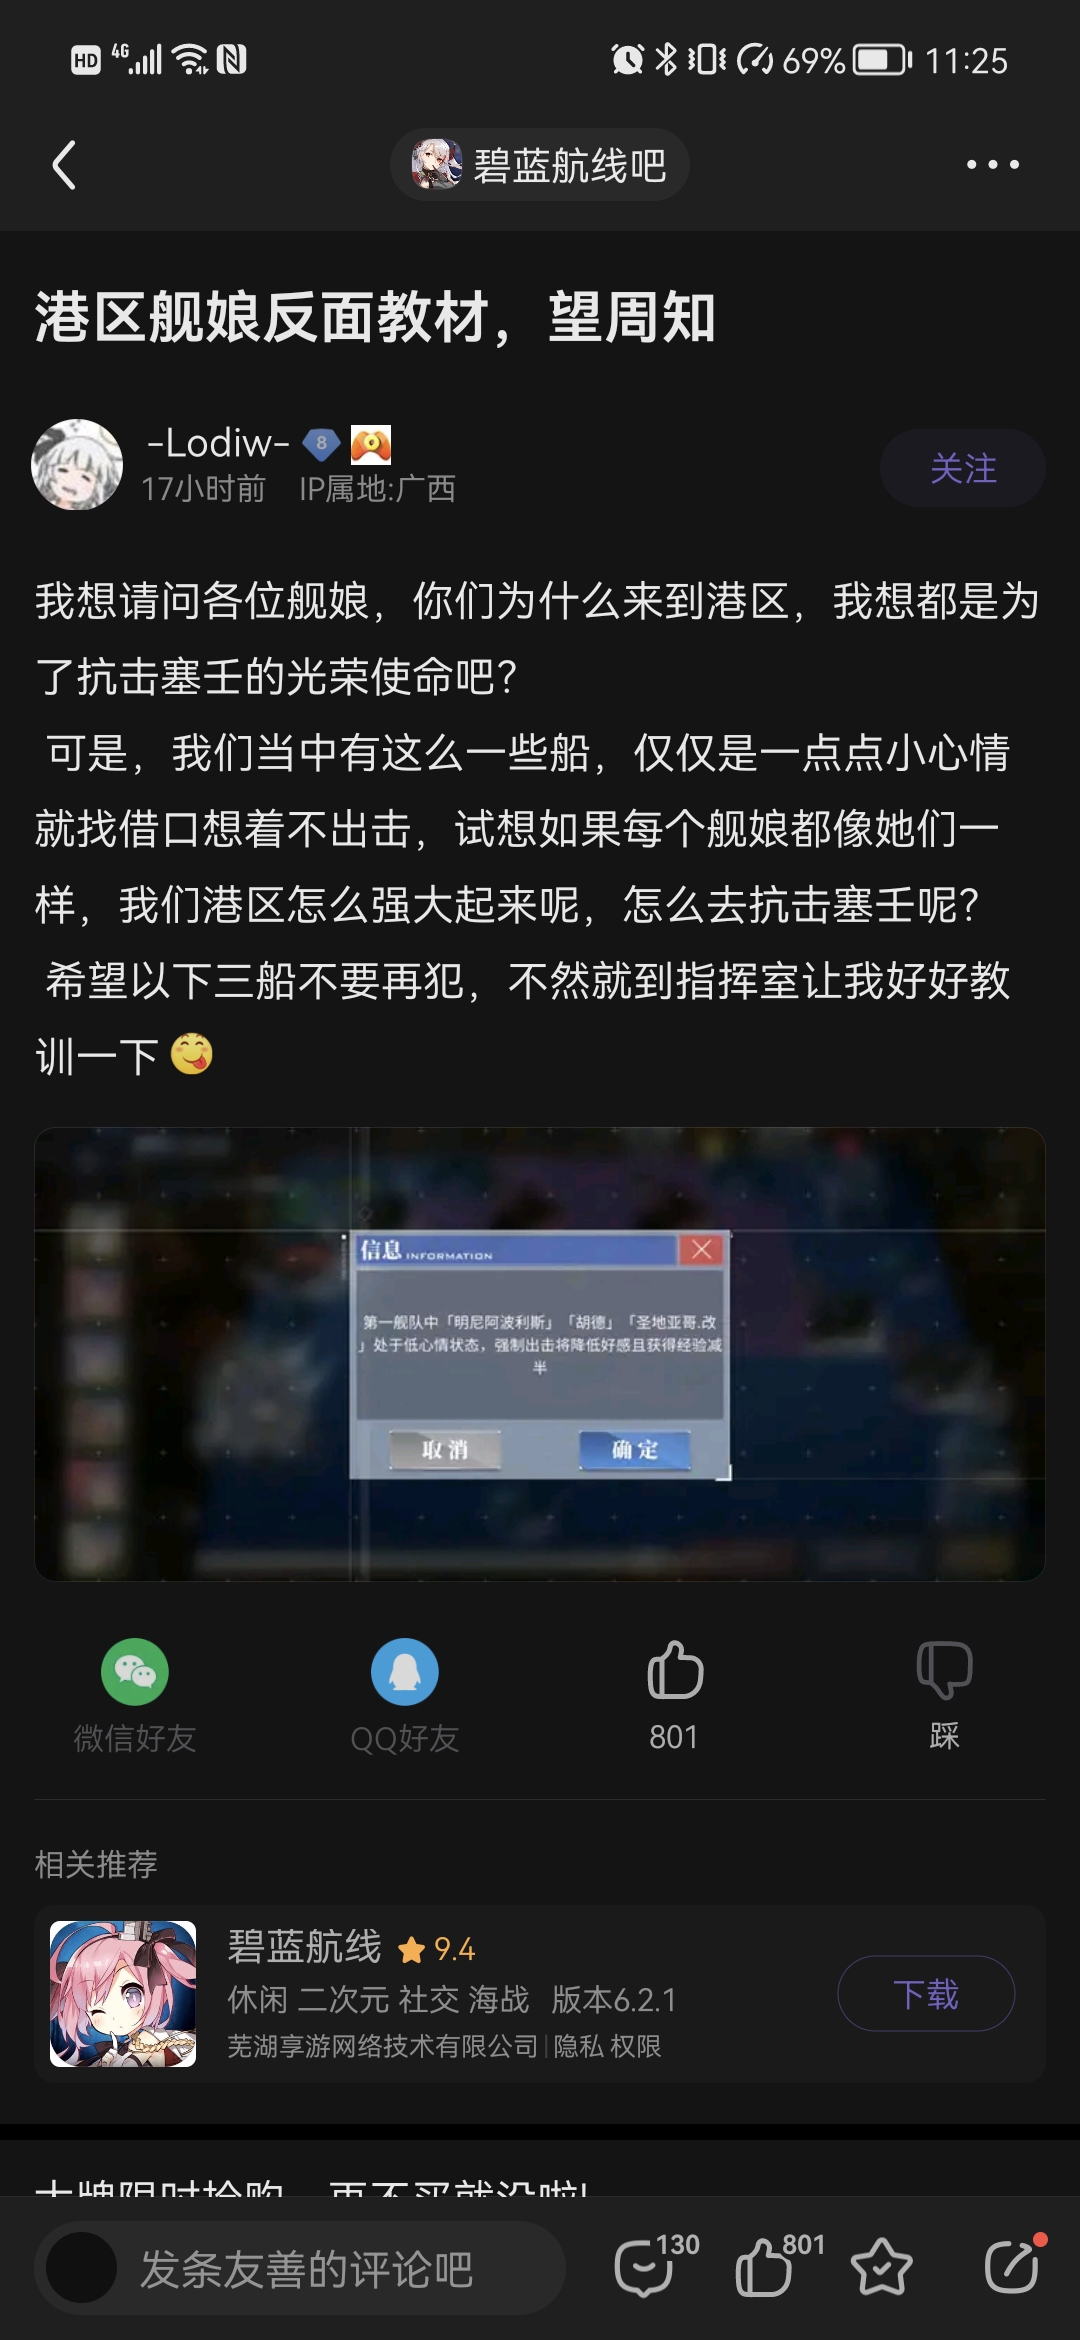 HD 4G 69% 11:25
碧蓝航线吧
港区舰娘反面教材，望周知
-Lodiw- 8
17小时前 IP属地:广西
关注
我想请问各位舰娘，你们为什么来到港区，我想都是为
了抗击塞壬的光荣使命吧？
可是，我们当中有这么一些船，仅仅是一点点小心情
就找借口想着不出击，试想如果每个舰娘都像她们一
样，我们港区怎么强大起来呢，怎么去抗击塞壬呢？
希望以下三船不要再犯，不然就到指挥室让我好好教
训一下
信息 INFORMATION
第一舰队中「明尼阿波利斯」「胡德」「圣地亚哥.改
」处于低心情状态，强制出击将降低好感且获得经验减
半
取消 确定
微信好友 QQ好友 801 踩
相关推荐
碧蓝航线 9.4
休闲 二次元 社交 海战 版本6.2.1
芜湖享游网络技术有限公司|隐私 权限
下载
大牌限时抢购，再不买就没啦!
发条友善的评论吧 130 801